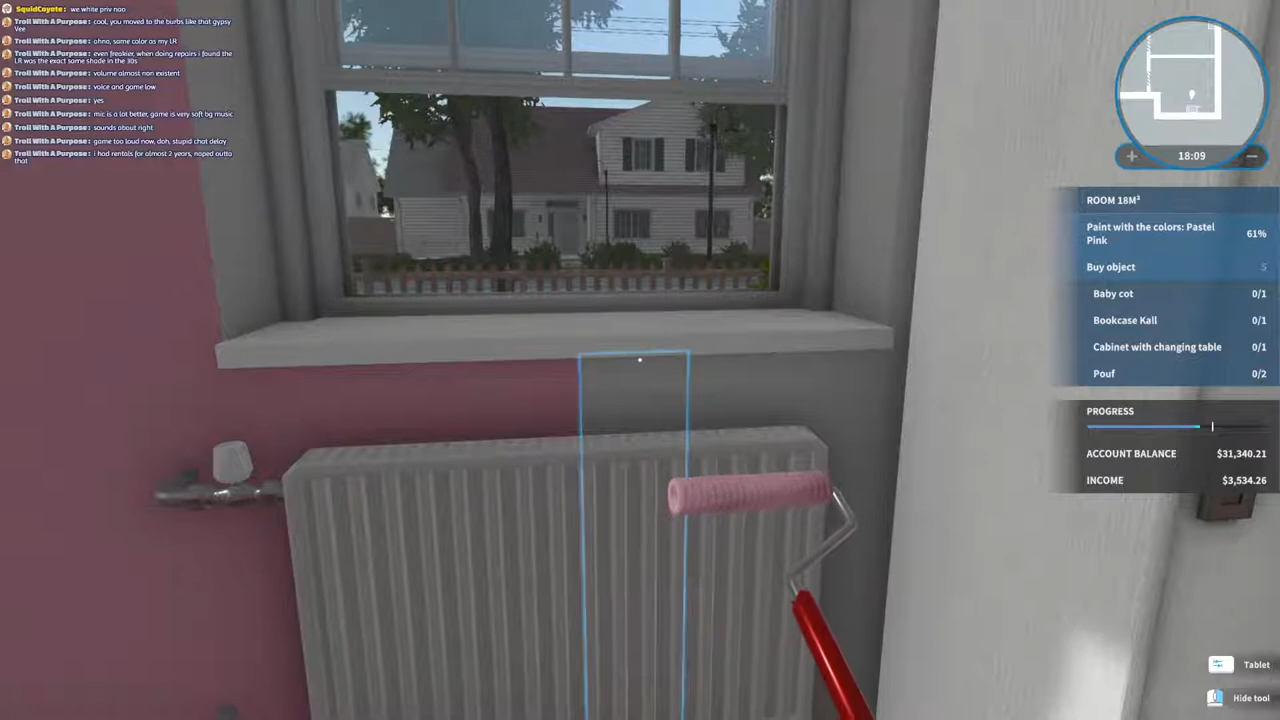 SquidCoyote : we white priv nao
Troll With A Purpose : cool, you moved to the burbs like that gypsy
Vee
Troll With A Purpose : ohno, same color as my LR
Troll With A Purpose : even freakier, when doing repairs i found the
LR was the exact same shade in the 30s
Troll With A Purpose : volume almost non existent
Troll With A Purpose : voice and game low
Troll With A Purpose : yes
Troll With A Purpose : mic is a lot better, game is very soft bg music
Troll With A Purpose : sounds about right
Troll With A Purpose : game too loud now, doh, stupid chat delay
Troll With A Purpose : i had rentals for almost 2 years, noped outta
that
18:09
ROOM 18M²
Paint with the colors: Pastel
Pink 61%
Buy object 5
Baby cot 0/1
Bookcase Kall 0/1
Cabinet with changing table 0/1
Pouf 0/2
PROGRESS
ACCOUNT BALANCE $31,340.21
INCOME $3,534.26
Tablet
Hide tool